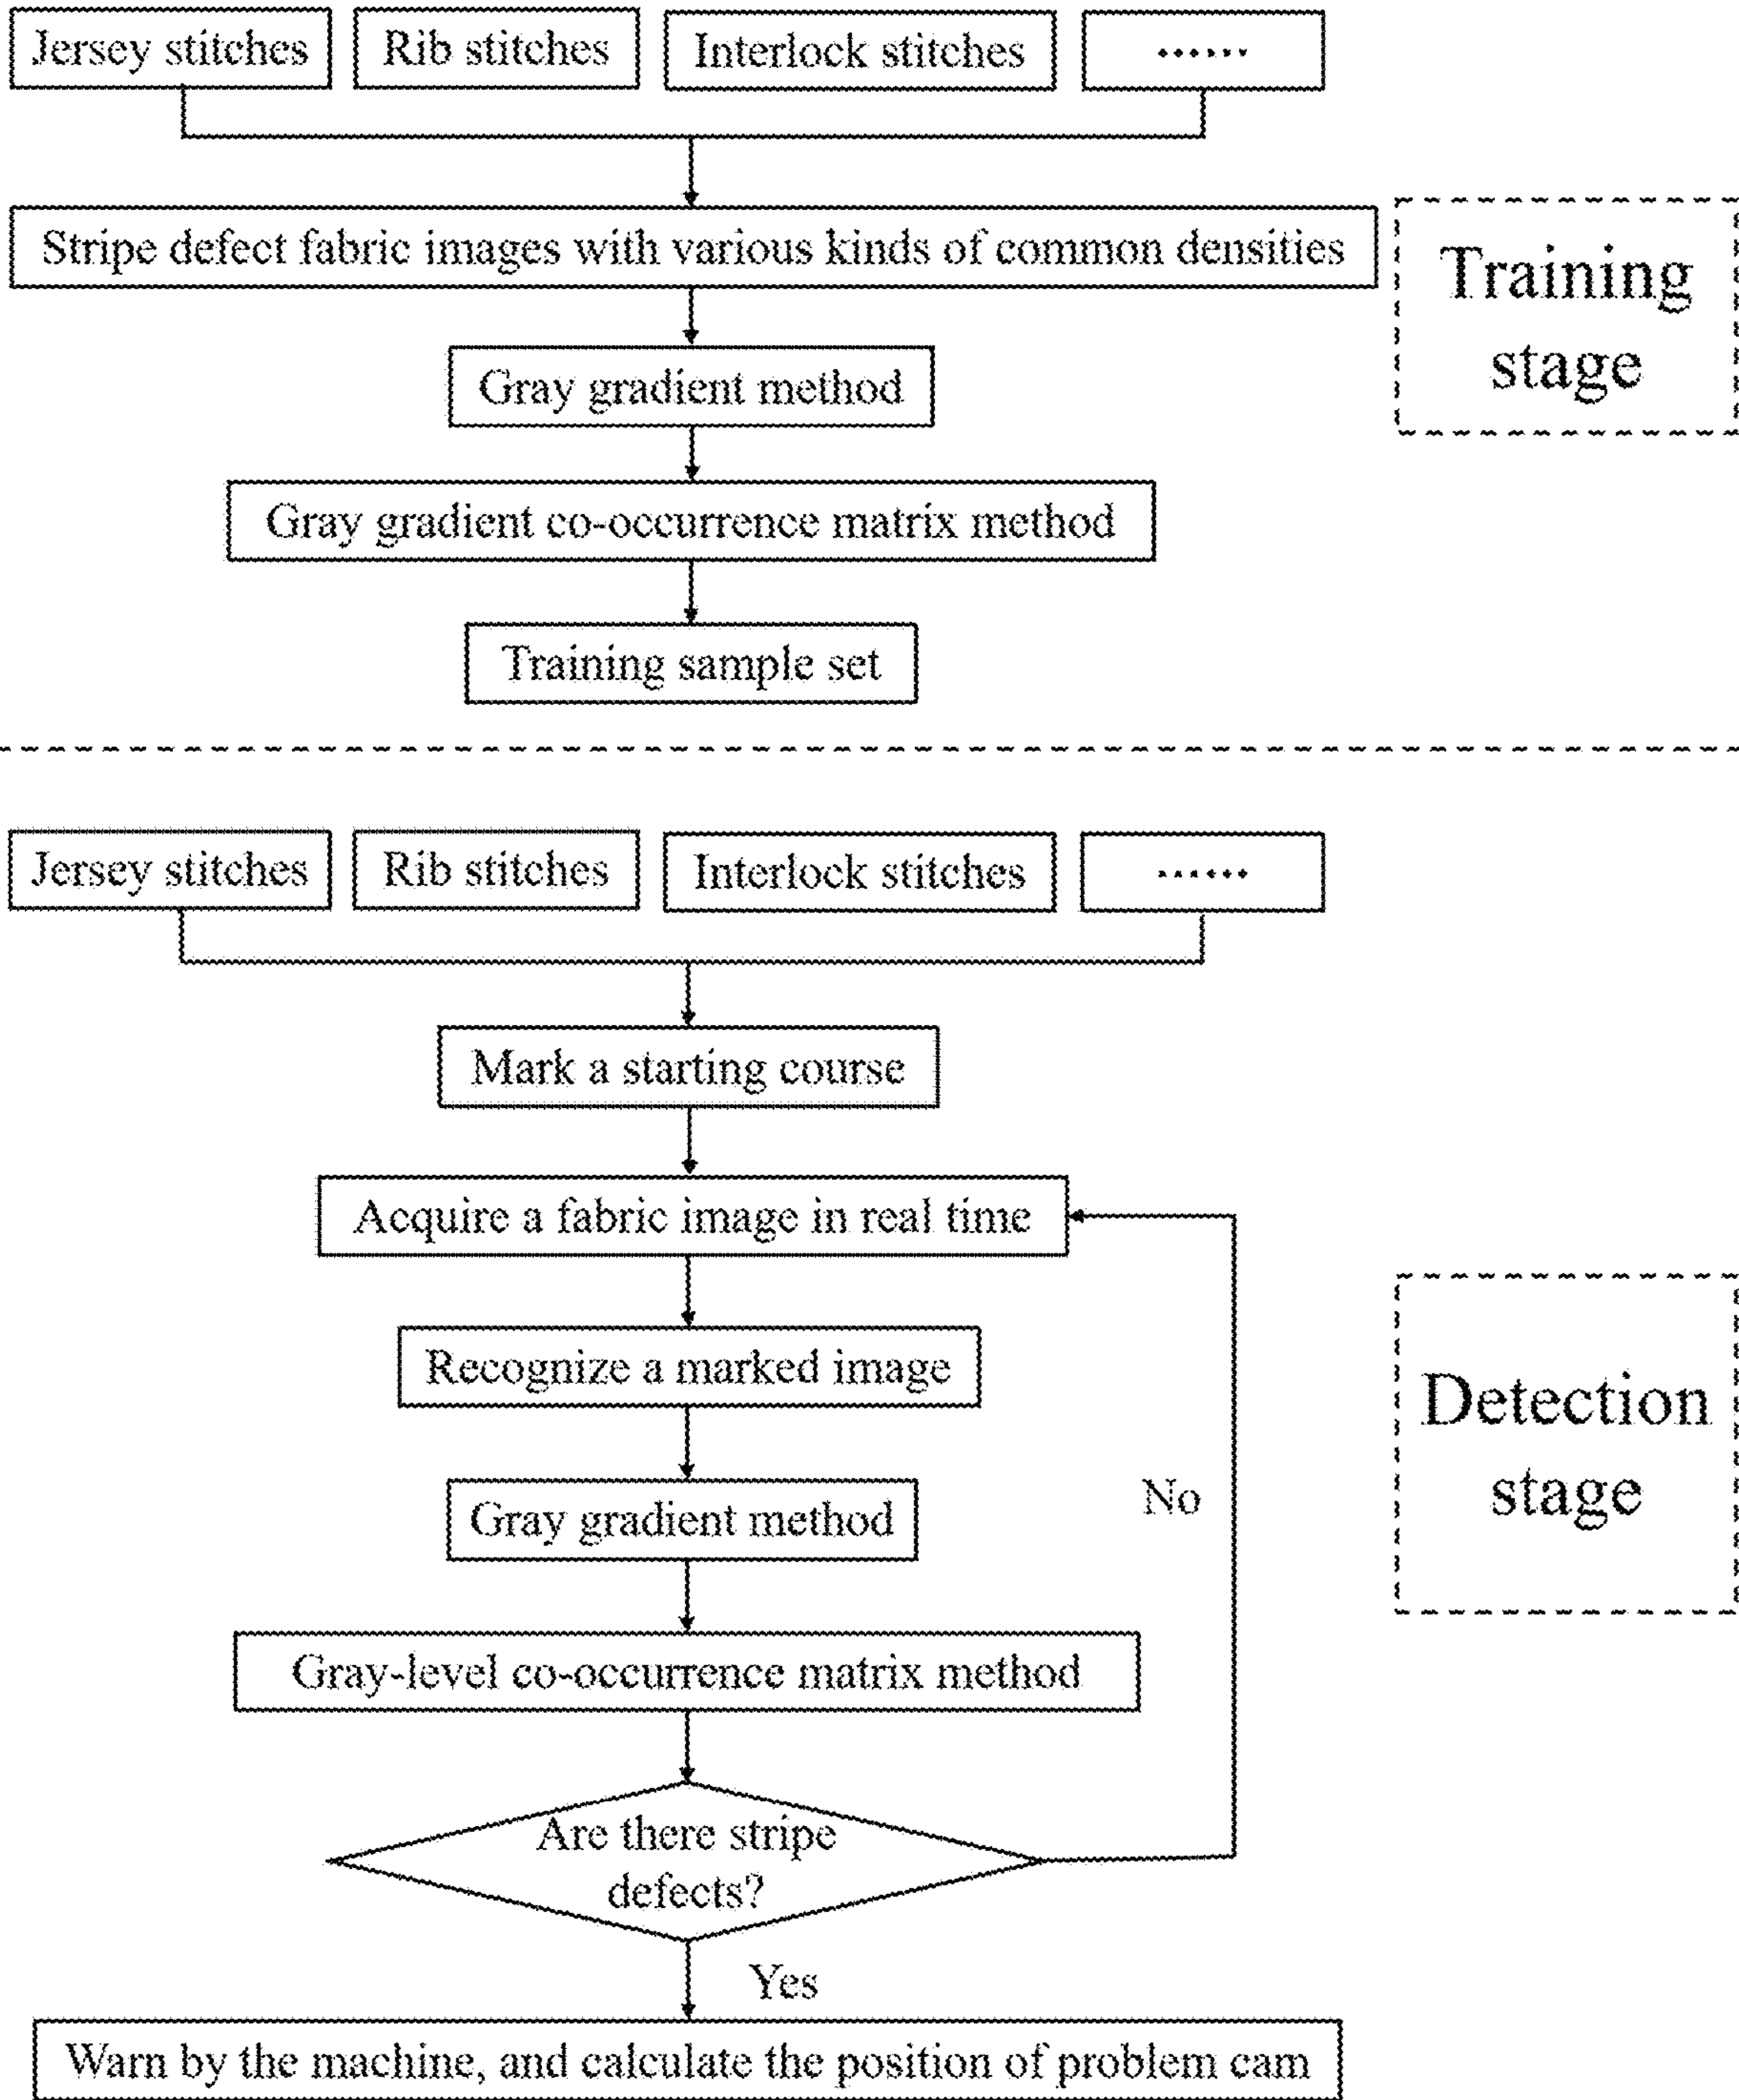 Jersey stitches
Rib stitches
Interlock stitches
......
Stripe defect fabric images with various kinds of common densities
Training
stage
Gray gradient method
Gray gradient co-occurrence matrix method
Training sample set
Jersey stitches
Rib stitches
Interlock stitches
......
Mark a starting course
Acquire a fabric image in real time
Recognize a marked image
Detection
stage
Gray gradient method
No
Gray-level co-occurrence matrix method
Are there stripe
defects?
Yes
Warn by the machine, and calculate the position of problem cam